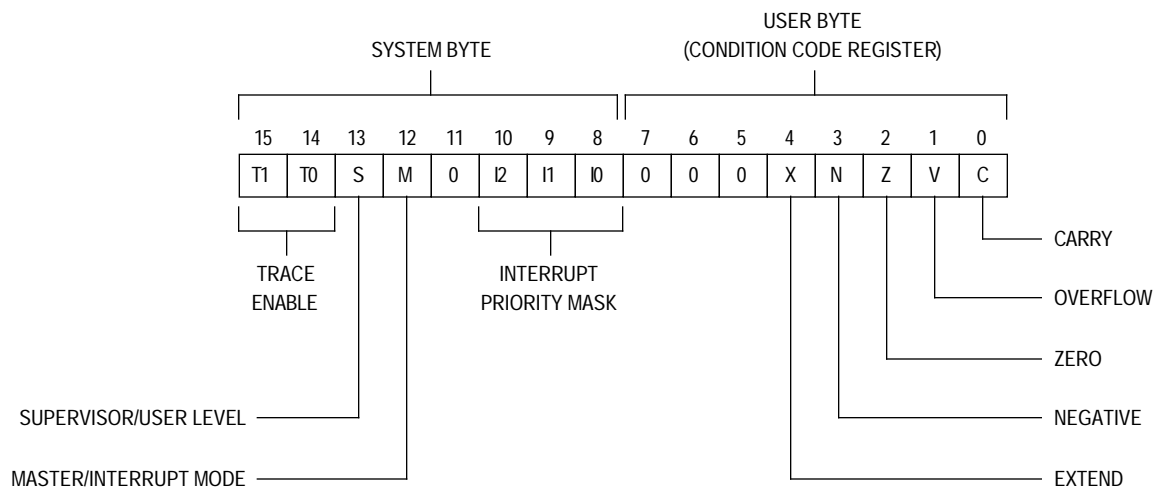 USER BYTE
SYSTEM BYTE (CONDITION CODE REGISTER)
15 14 13 12 11 10 9 8 7 6 5 4 3 2 1 0
T1 T0 S M 0 I2 I1 I0 0 0 0 X N Z V C
CARRY
TRACE INTERRUPT
ENABLE PRIORITY MASK
OVERFLOW
ZERO
SUPERVISOR/USER LEVEL NEGATIVE
MASTER/INTERRUPT MODE EXTEND